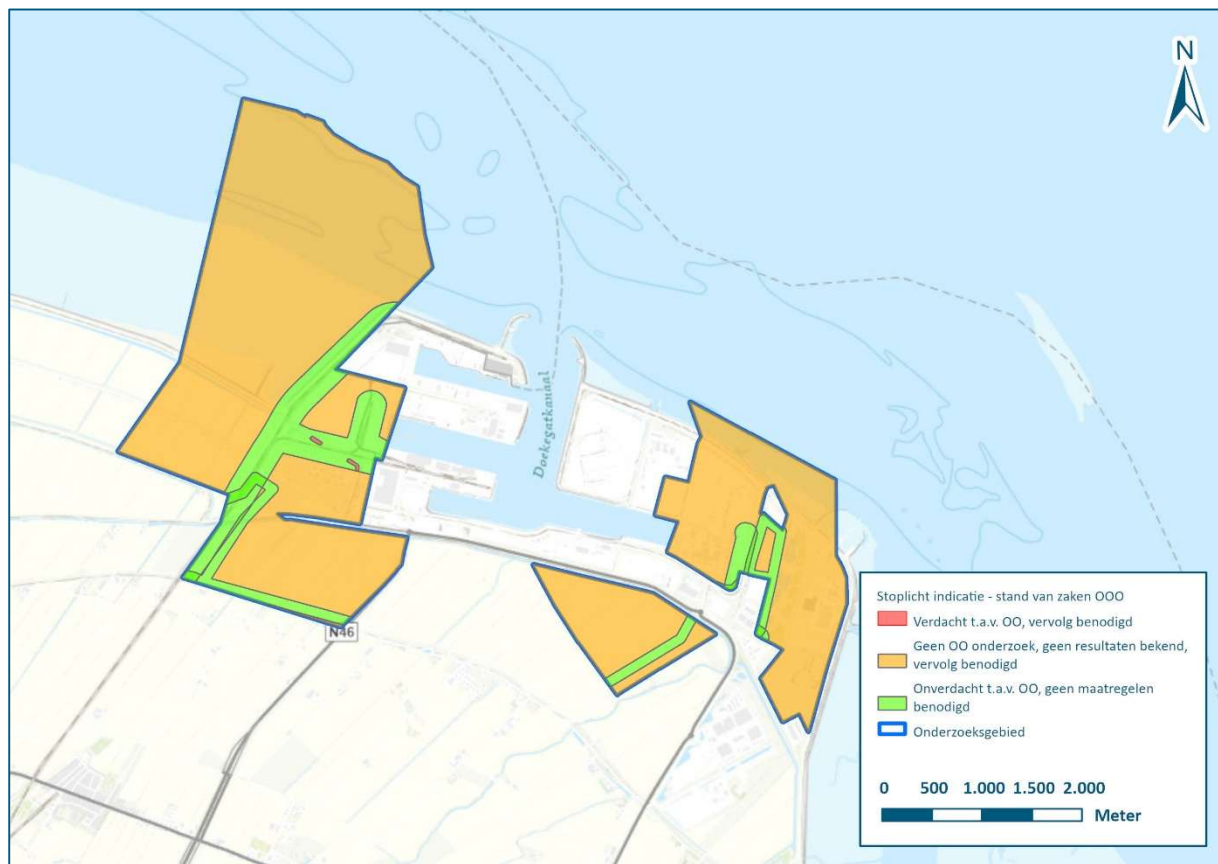 N
Doekegatkanaal
N46
Stoplicht indicatie - stand van zaken OOO
Verdacht t.a.v. OO, vervolg benodigd
Geen OO onderzoek, geen resultaten bekend,
vervolg benodigd
Onverdacht t.a.v. OO, geen maatregelen
benodigd
Onderzoeksgebied
0 500 1.000 1.500 2.000
Meter